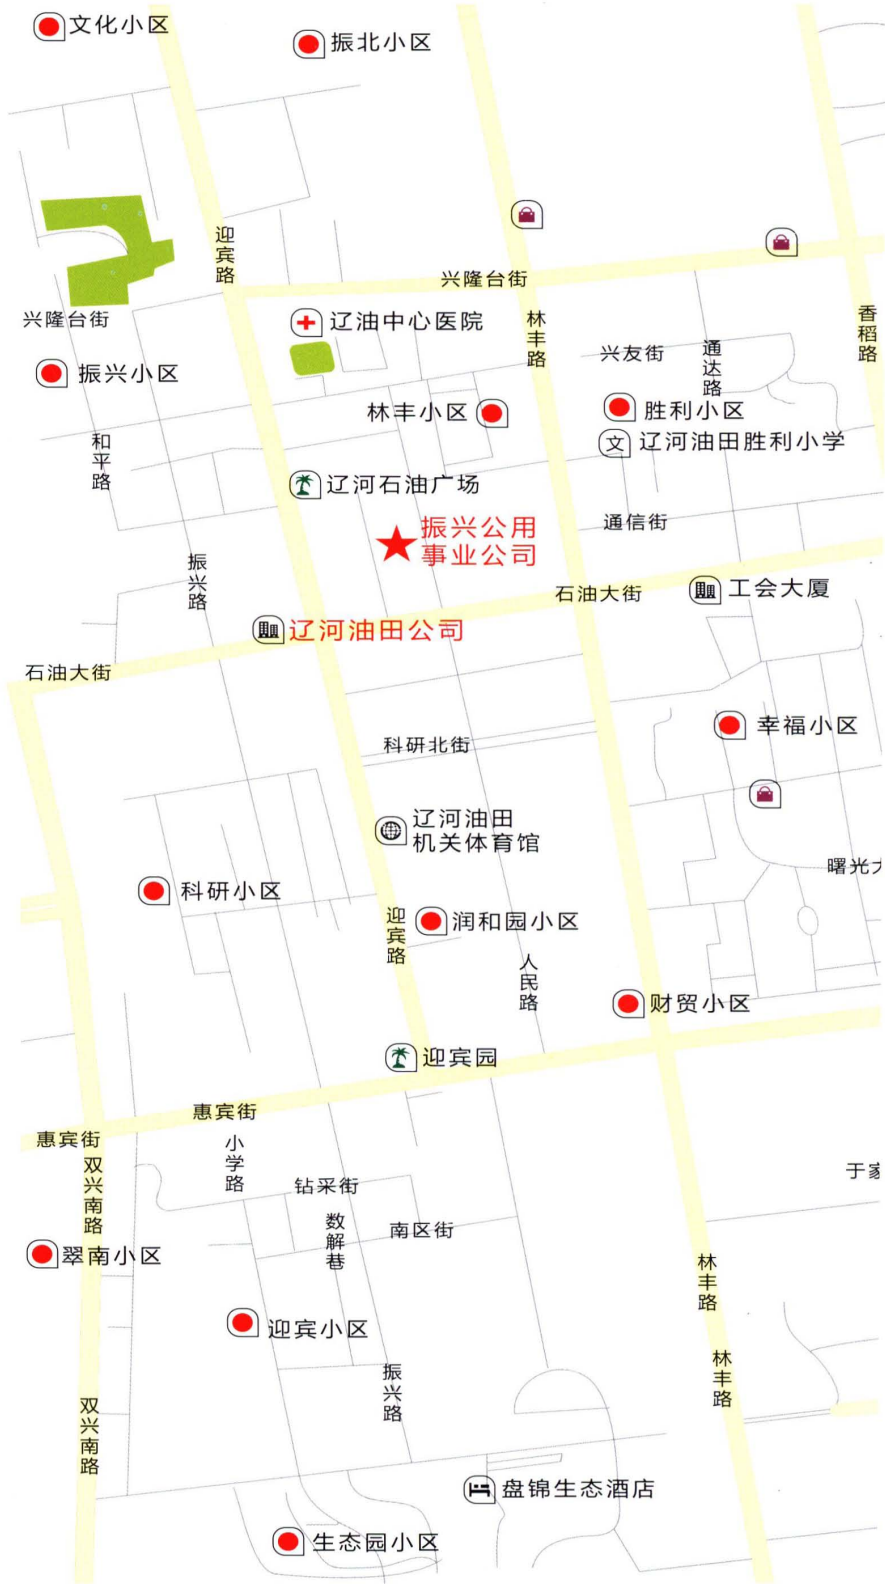 文化小区
振北小区
迎宾路
兴隆台街
兴隆台街
辽油中心医院
林丰路
香稻路
兴友街
通达路
振兴小区
林丰小区
胜利小区
和平路
辽河油田胜利小学
辽河石油广场
振兴公用
事业公司
通信街
振兴路
石油大街
工会大厦
辽河油田公司
石油大街
幸福小区
科研北街
辽河油田
机关体育馆
曙光大
科研小区
迎宾路
润和园小区
人民路
财贸小区
迎宾园
惠宾街
惠宾街
小学路
双兴南路
于家
钻采街
数解巷
南区街
翠南小区
林丰路
迎宾小区
林丰路
振兴路
双兴南路
盘锦生态酒店
生态园小区
文